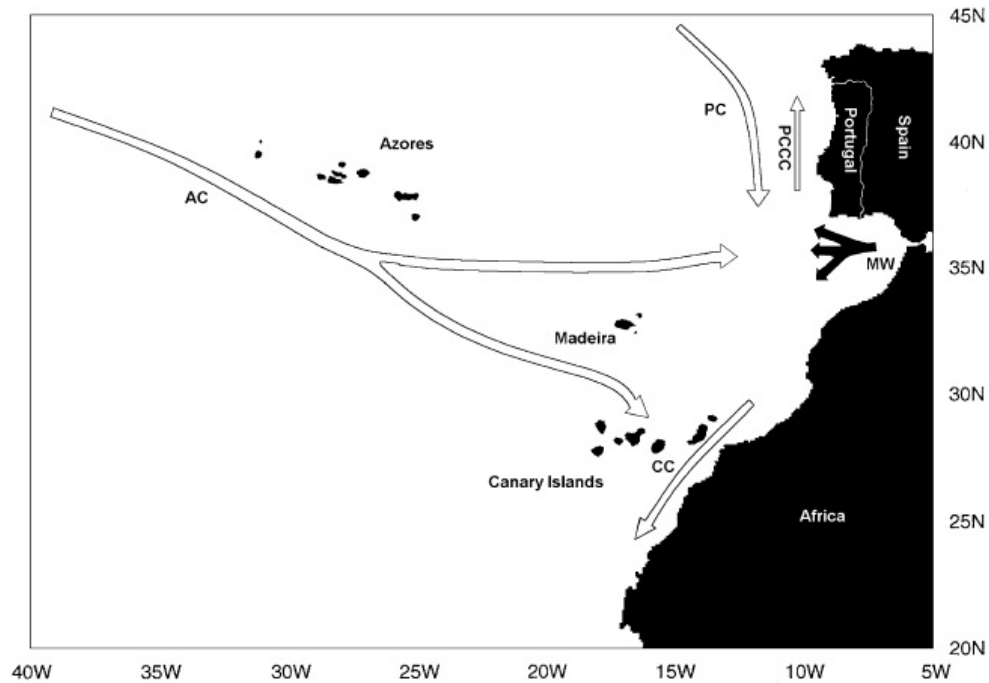 45N
PC
PCCC
Portugal
Spain
40N
Azores
AC
MW
35N
Madeira
30N
CC
Canary Islands
Africa
25N
20N
40W 35W 30W 25W 20W 15W 10W 5W